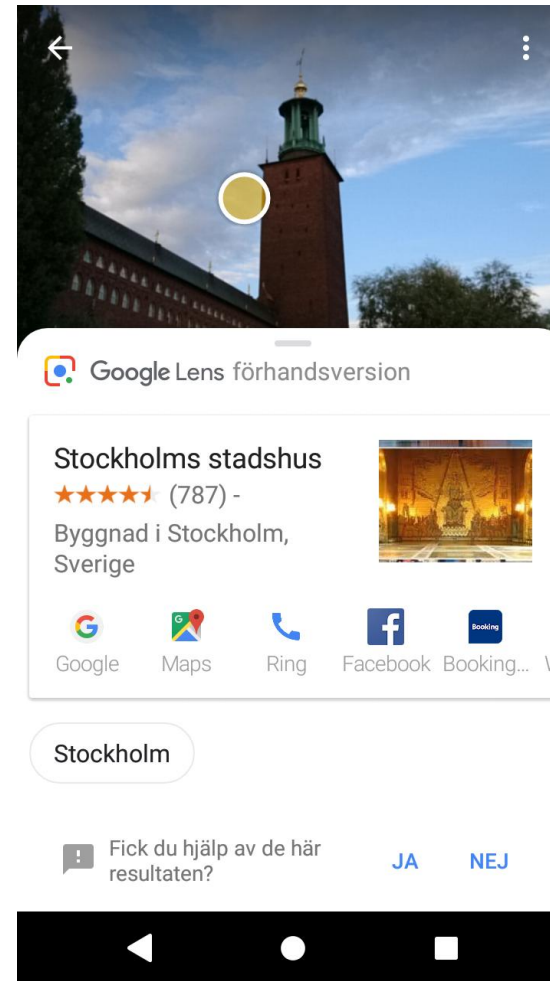 Google Lens förhandsversion
Stockholms stadshus
(787) -
Byggnad i Stockholm,
Sverige
Booking
Google Maps Ring Facebook Booking...
Stockholm
Fick du hjälp av de här
resultaten?
JA NEJ